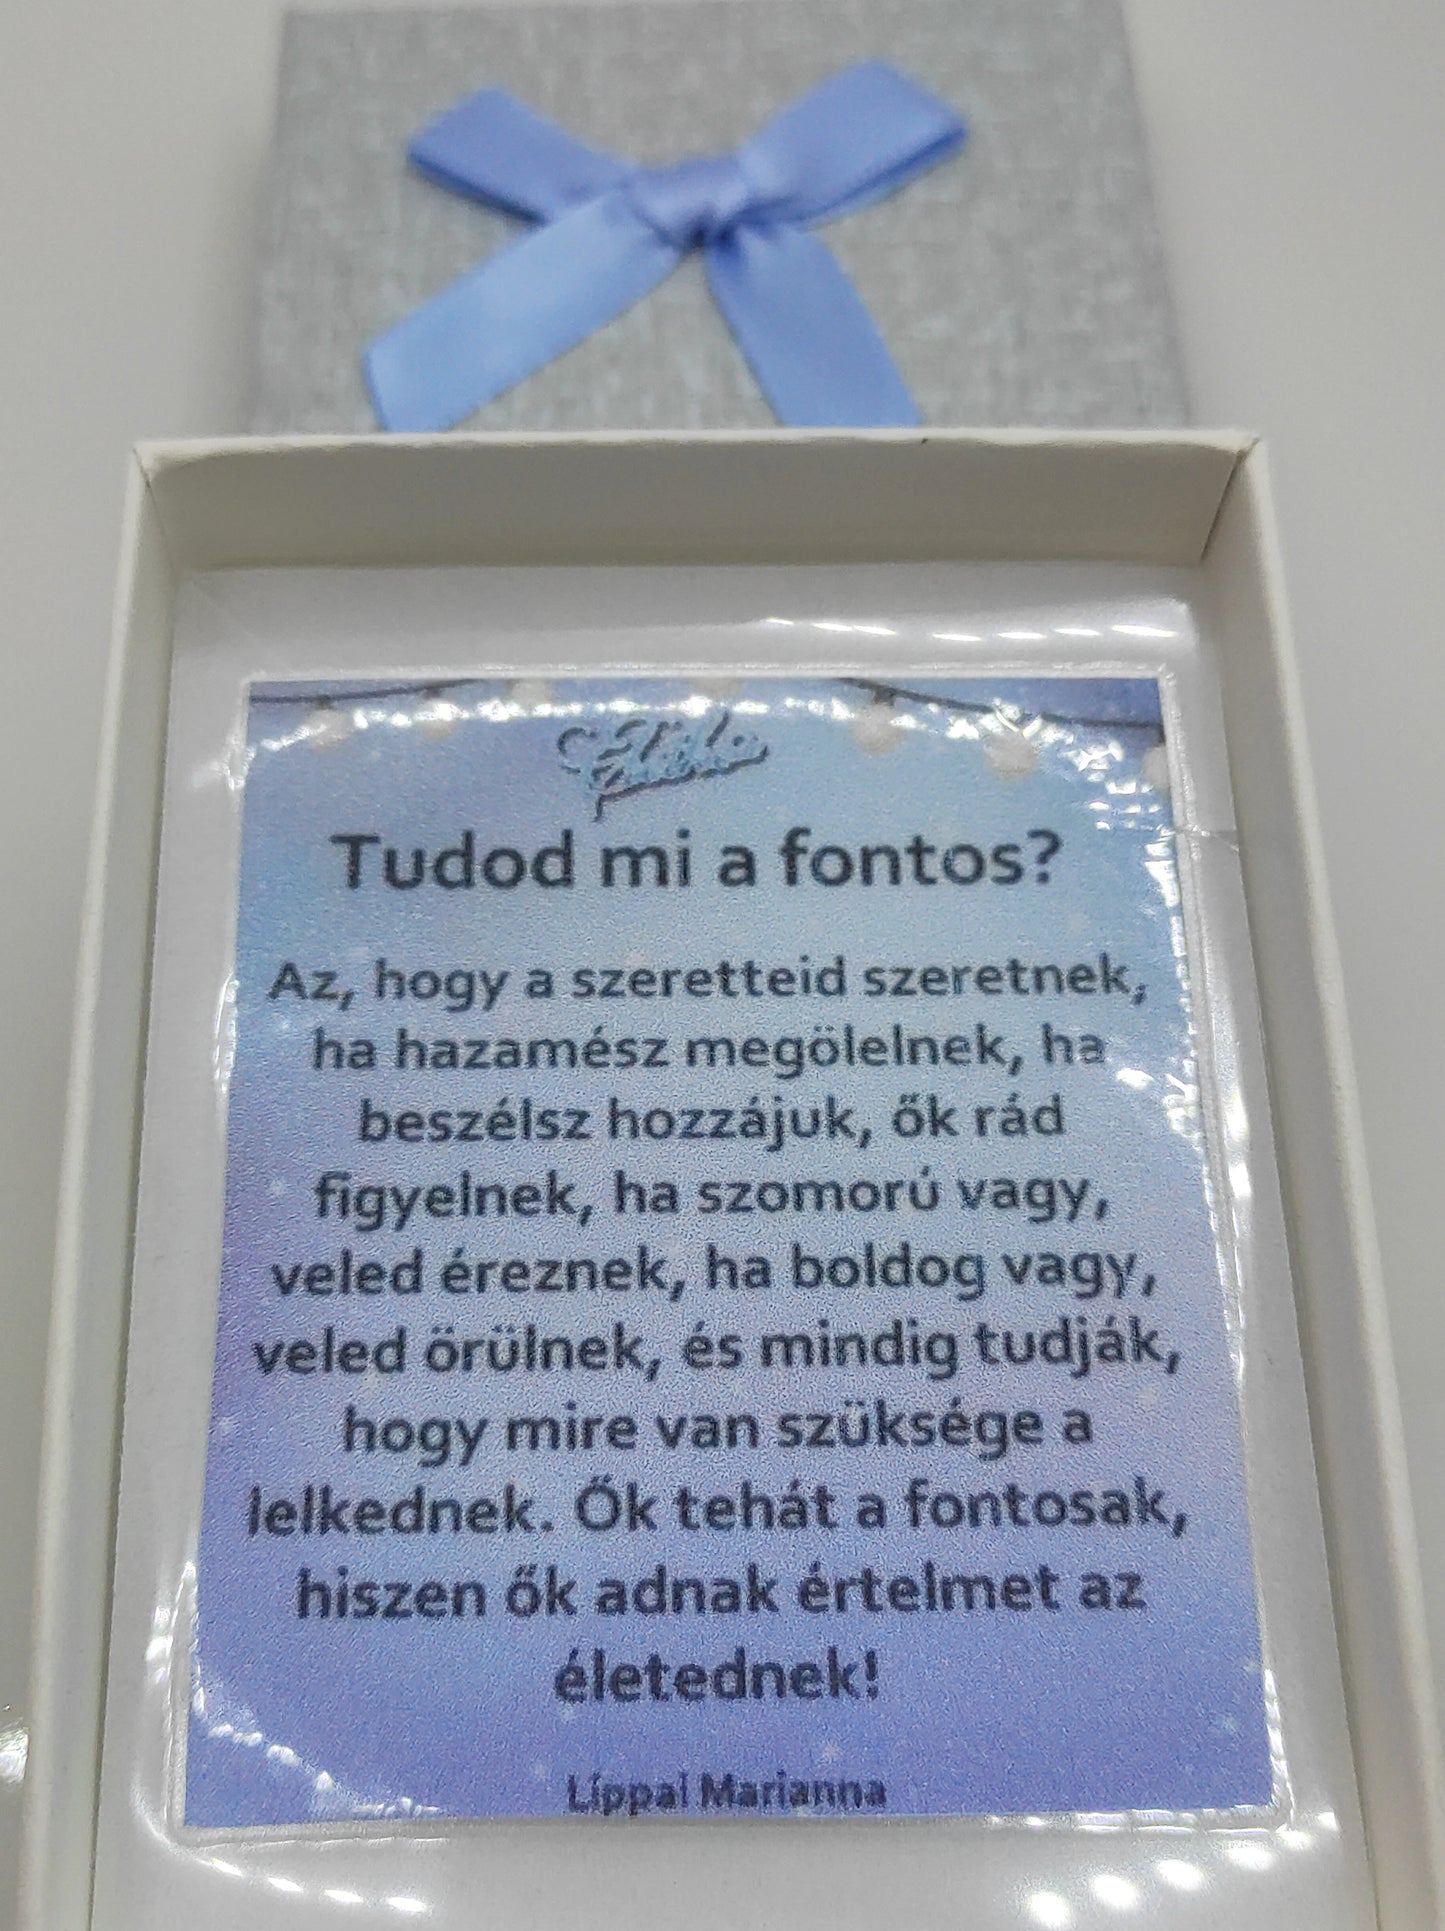 Tudod mi a fontos?
Az, hogy a szeretteid szeretnek,
ha hazamész megölelnek, ha
beszélsz hozzájuk, ők rád
figyelnek, ha szomorú vagy,
veled éreznek, ha boldog vagy,
veled örülnek, és mindig tudják,
hogy mire van szüksége a
lelkednek. Ők tehát a fontosak,
hiszen ők adnak értelmet az
életednek!
Lippai Marianna